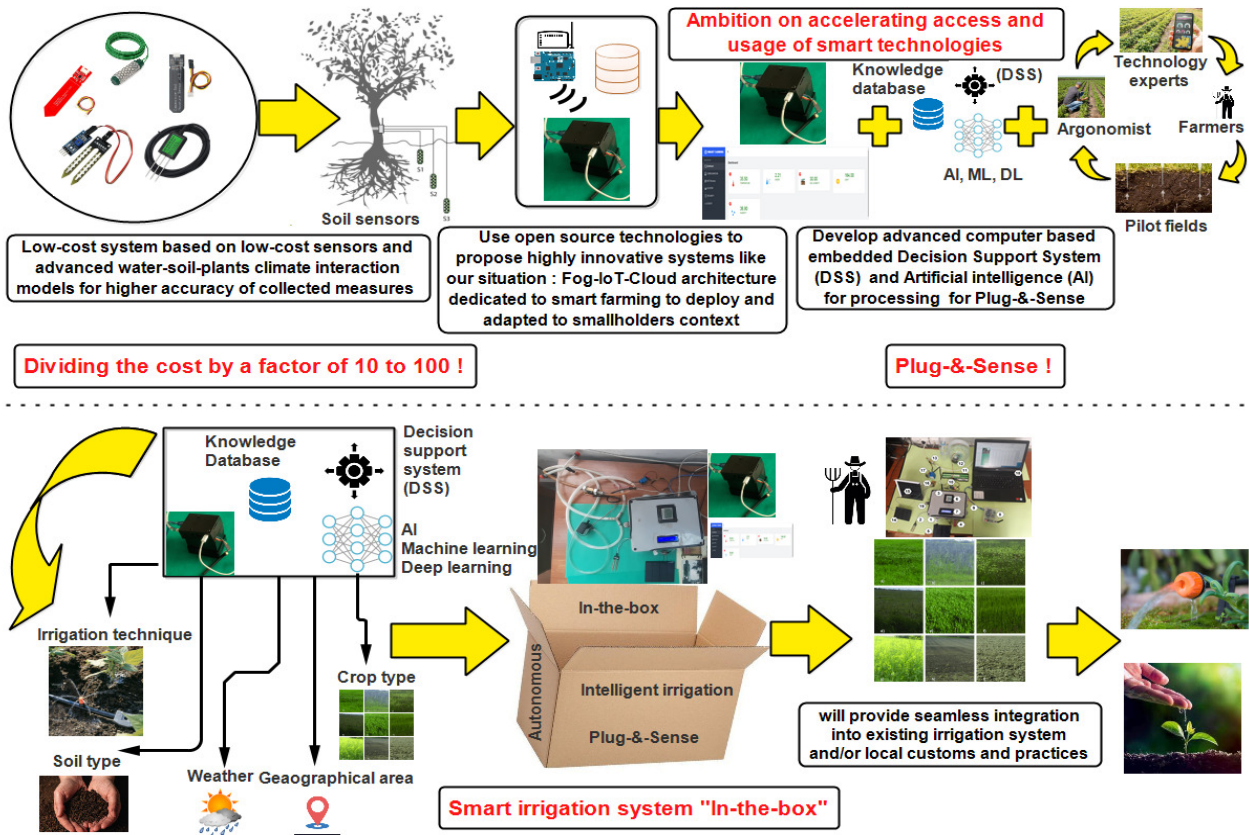 Ambition on accelerating access and
usage of smart technologies
Soil sensors
S1
S2
S3
Knowledge
database
(DSS)
AI, ML, DL
Technology
experts
Argonomist
Farmers
Pilot fields
Low-cost system based on low-cost sensors and
advanced water-soil-plants climate interaction
models for higher accuracy of collected measures
Use open source technologies to
propose highly innovative systems like
our situation : Fog-IoT-Cloud architecture
dedicated to smart farming to deploy and
adapted to smallholders context
Develop advanced computer based
embedded Decision Support System
(DSS) and Artificial intelligence (AI)
for processing for Plug-&-Sense
Dividing the cost by a factor of 10 to 100 !
Plug-&-Sense !
Knowledge
Database
Decision
support
system
(DSS)
AI
Machine learning
Deep learning
Irrigation technique
Soil type
Weather
Geaographical area
Crop type
In-the-box
Autonomous
Intelligent irrigation
Plug-&-Sense
will provide seamless integration
into existing irrigation system
and/or local customs and practices
Smart irrigation system "In-the-box"